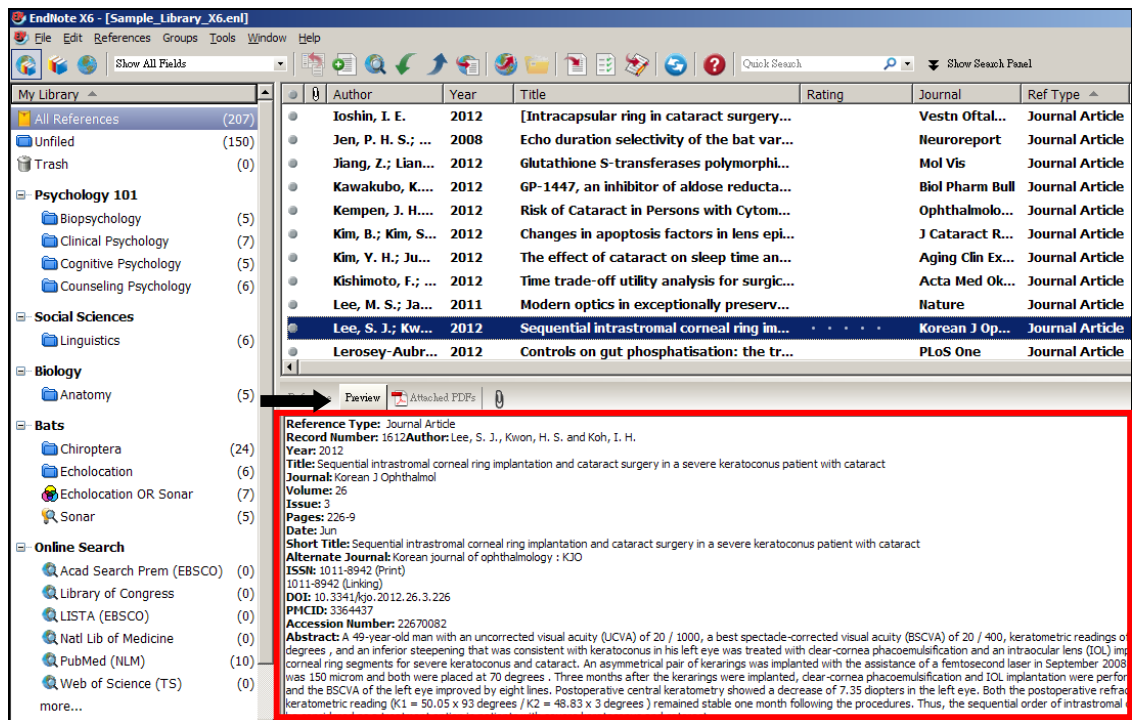 EndNote X6 - [Sample_Library_X6.enl]
File Edit References Groups Tools Window Help
Show All Fields
Quick Search
Show Search Panel
My Library
All References (207)
Unfiled (150)
Trash (0)
Psychology 101
Biopsychology (5)
Clinical Psychology (7)
Cognitive Psychology (5)
Counseling Psychology (6)
Social Sciences
Linguistics (6)
Biology
Anatomy (5)
Bats
Chiroptera (24)
Echolocation (6)
Echolocation OR Sonar (7)
Sonar (5)
Online Search
Acad Search Prem (EBSCO) (0)
Library of Congress (0)
LISTA (EBSCO) (0)
Natl Lib of Medicine (0)
PubMed (NLM) (10)
Web of Science (TS) (0)
more...
Author Year Title Rating Journal Ref Type
Ioshin, I. E. 2012 [Intracapsular ring in cataract surgery... Vestn Oftal... Journal Article
Jen, P. H. S.; ... 2008 Echo duration selectivity of the bat var... Neuroreport Journal Article
Jiang, Z.; Lian... 2012 Glutathione S-transferases polymorphi... Mol Vis Journal Article
Kawakubo, K.... 2012 GP-1447, an inhibitor of aldose reducta... Biol Pharm Bull Journal Article
Kempen, J. H.... 2012 Risk of Cataract in Persons with Cytom... Ophthalmolo... Journal Article
Kim, B.; Kim, S... 2012 Changes in apoptosis factors in lens epi... J Cataract R... Journal Article
Kim, Y. H.; Ju... 2012 The effect of cataract on sleep time an... Aging Clin Ex... Journal Article
Kishimoto, F.; ... 2012 Time trade-off utility analysis for surgic... Acta Med Ok... Journal Article
Lee, M. S.; Ja... 2011 Modern optics in exceptionally preserv... Nature Journal Article
Lee, S. J.; Kw... 2012 Sequential intrastromal corneal ring im... Korean J Op... Journal Article
Lerosey-Aubr... 2012 Controls on gut phosphatisation: the tr... PLoS One Journal Article
Preview Attached PDFs
Reference Type: Journal Article
Record Number: 1612Author: Lee, S. J., Kwon, H. S. and Koh, I. H.
Year: 2012
Title: Sequential intrastromal corneal ring implantation and cataract surgery in a severe keratoconus patient with cataract
Journal: Korean J Ophthalmol
Volume: 26
Issue: 3
Pages: 226-9
Date: Jun
Short Title: Sequential intrastromal corneal ring implantation and cataract surgery in a severe keratoconus patient with cataract
Alternate Journal: Korean journal of ophthalmology : KJO
ISSN: 1011-8942 (Print)
1011-8942 (Linking)
DOI: 10.3341/kjo.2012.26.3.226
PMCID: 3364437
Accession Number: 22670082
Abstract: A 49-year-old man with an uncorrected visual acuity (UCVA) of 20 / 1000, a best spectacle-corrected visual acuity (BSCVA) of 20 / 400, keratometric readings of
degrees , and an inferior steepening that was consistent with keratoconus in his left eye was treated with clear-cornea phacoemulsification and an intraocular lens (IOL) imp
corneal ring segments for severe keratoconus and cataract. An asymmetrical pair of kerarings was implanted with the assistance of a femtosecond laser in September 2008
was 150 microm and both were placed at 70 degrees . Three months after the kerarings were implanted, clear-cornea phacoemulsification and IOL implantation were perfor
and the BSCVA of the left eye improved by eight lines. Postoperative central keratometry showed a decrease of 7.35 diopters in the left eye. Both the postoperative refrac
keratometric reading (K1 = 50.05 x 93 degrees / K2 = 48.83 x 3 degrees ) remained stable one month following the procedures. Thus, the sequential order of intrastromal